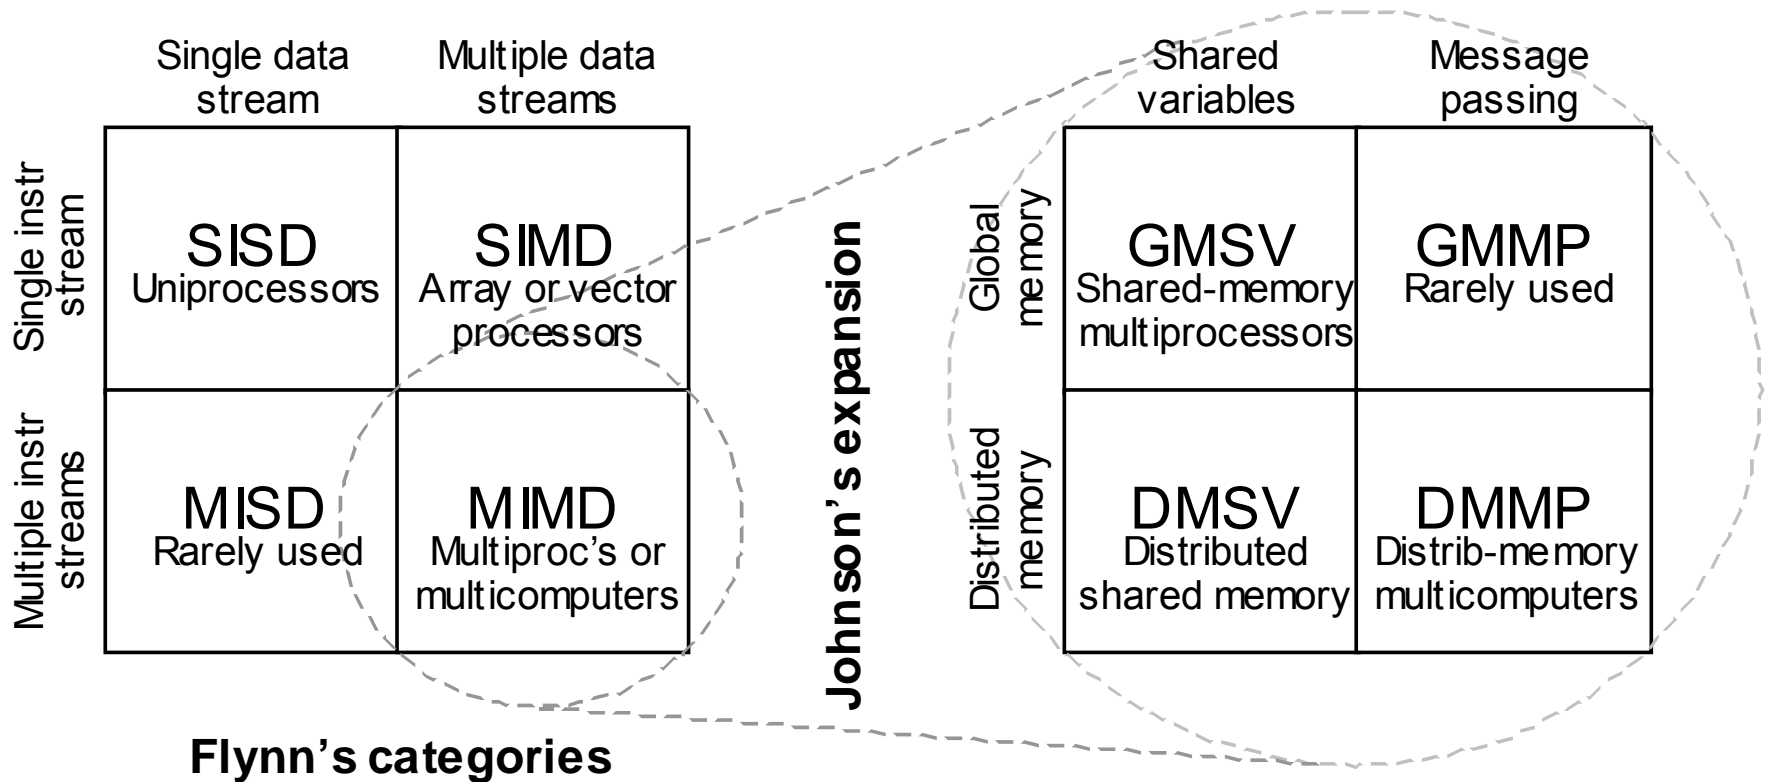 Single data
stream
Multiple data
streams
Single instr
stream
SISD
Uniprocessors
SIMD
Array or vector
processors
Multiple instr
streams
MISD
Rarely used
MIMD
Multiproc's or
multicomputers
Flynn's categories
Johnson's expansion
Shared
variables
Message
passing
Global
memory
GMSV
Shared-memory
multiprocessors
GMMP
Rarely used
Distributed
memory
DMSV
Distributed
shared memory
DMMP
Distrib-memory
multicomputers